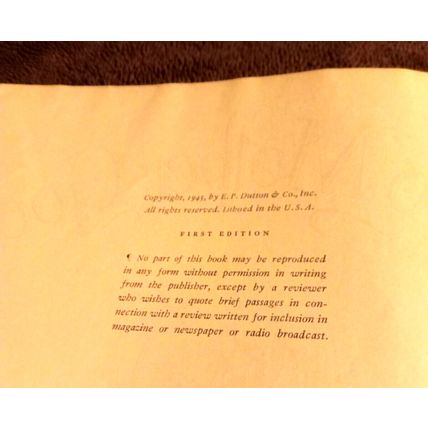 Copyright, 1945, by E. P. Dutton & Co., Inc.
All rights reserved. Lithoed in the U.S.A.
FIRST EDITION
¶ No part of this book may be reproduced
in any form without permission in writing
from the publisher, except by a reviewer
who wishes to quote brief passages in con-
nection with a review written for inclusion in
magazine or newspaper or radio broadcast.